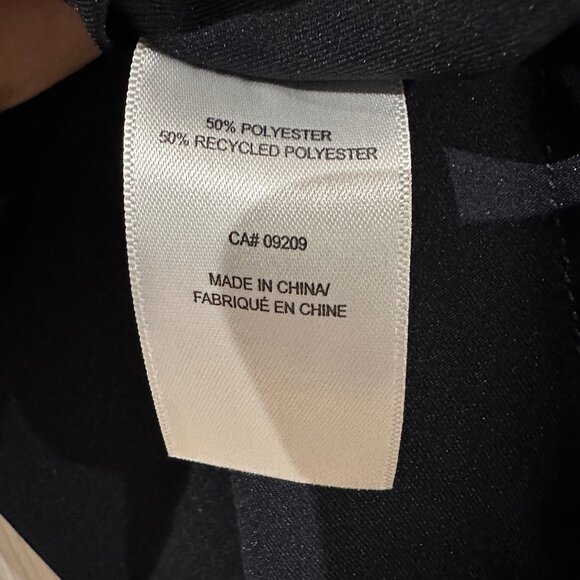 50% POLYESTER
50% RECYCLED POLYESTER
CA# 09209
MADE IN CHINA/
FABRIQUÉ EN CHINE